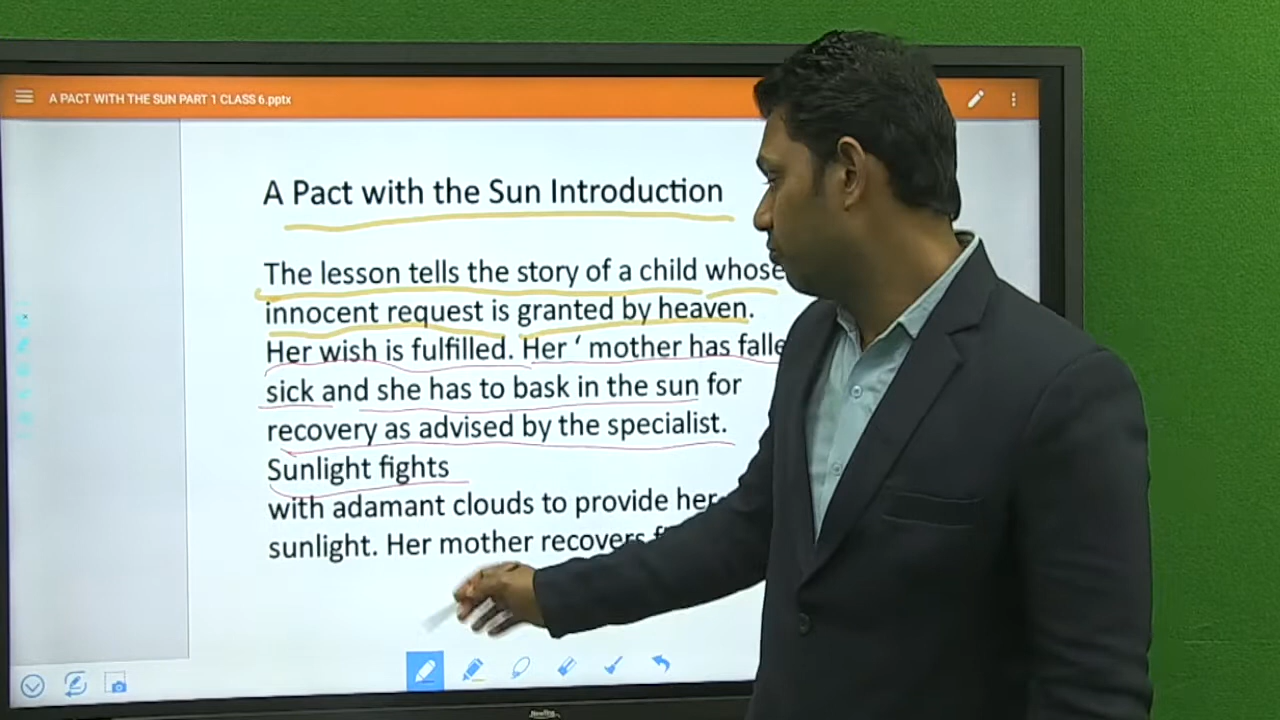 A PACT WITH THE SUN PART 1 CLASS 6.pptx
A Pact with the Sun Introduction
The lesson tells the story of a child whose
innocent request is granted by heaven.
Her wish is fulfilled. Her ‘ mother has falle
sick and she has to bask in the sun for
recovery as advised by the specialist.
Sunlight fights
with adamant clouds to provide her
sunlight. Her mother recovers